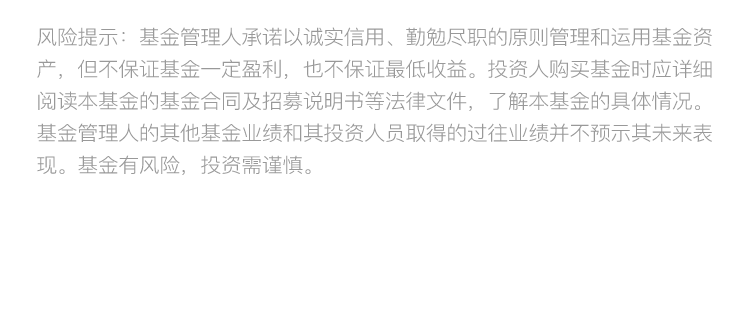 风险提示：基金管理人承诺以诚实信用、勤勉尽职的原则管理和运用基金资
产，但不保证基金一定盈利，也不保证最低收益。投资人购买基金时应详细
阅读本基金的基金合同及招募说明书等法律文件，了解本基金的具体情况。
基金管理人的其他基金业绩和其投资人员取得的过往业绩并不预示其未来表
现。基金有风险，投资需谨慎。